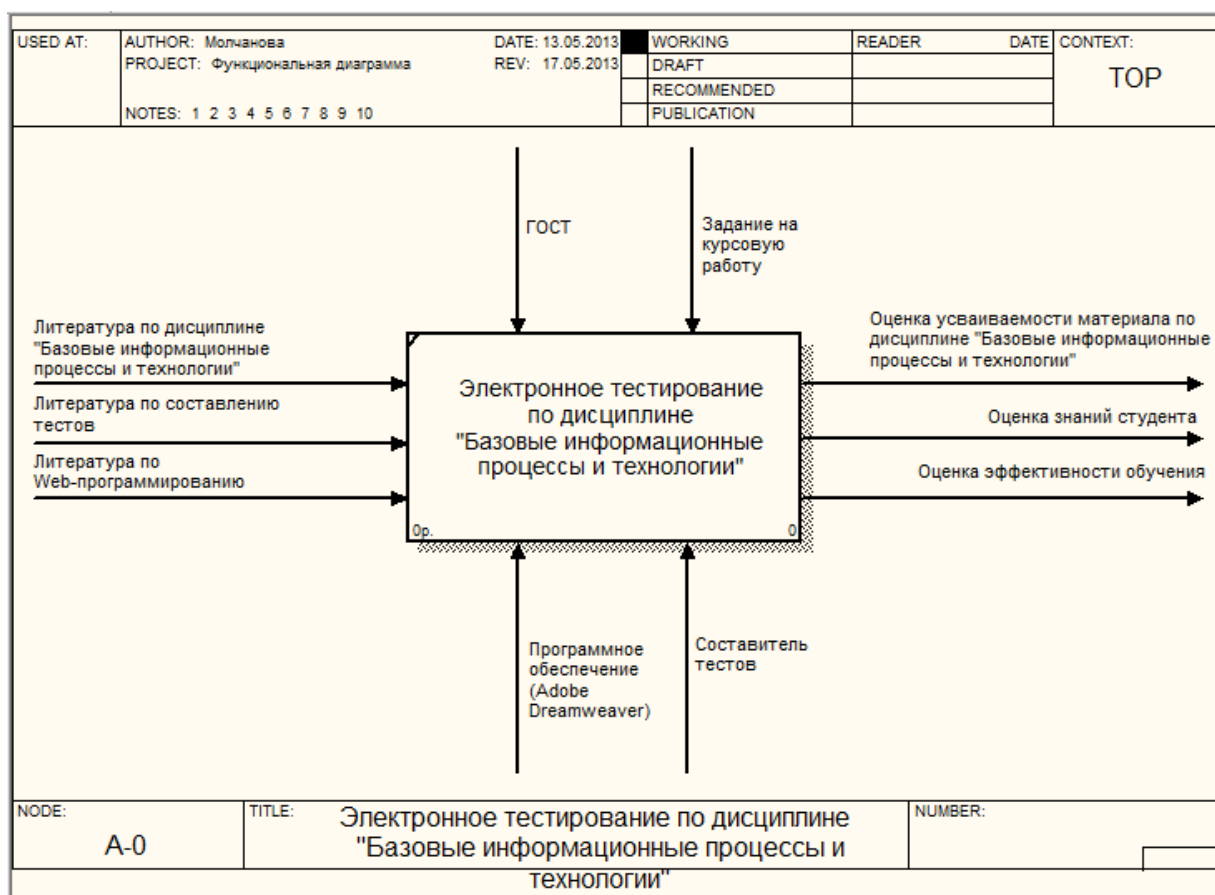 USED AT:
AUTHOR: Молчанова
DATE: 13.05.2013
PROJECT: Функциональная диаграмма
REV: 17.05.2013
NOTES: 1 2 3 4 5 6 7 8 9 10
WORKING
DRAFT
RECOMMENDED
PUBLICATION
READER
DATE
CONTEXT:
TOP
ГОСТ
Задание на
курсовую
работу
Литература по дисциплине
"Базовые информационные
процессы и технологии"
Литература по составлению
тестов
Литература по
Web-программированию
Электронное тестирование
по дисциплине
"Базовые информационные
процессы и технологии"
0р.
0
Оценка усваиваемости материала по
дисциплине "Базовые информационные
процессы и технологии"
Оценка знаний студента
Оценка эффективности обучения
Программное
обеспечение
(Adobe
Dreamweaver)
Составитель
тестов
NODE:
A-0
TITLE:
Электронное тестирование по дисциплине
"Базовые информационные процессы и
технологии"
NUMBER: